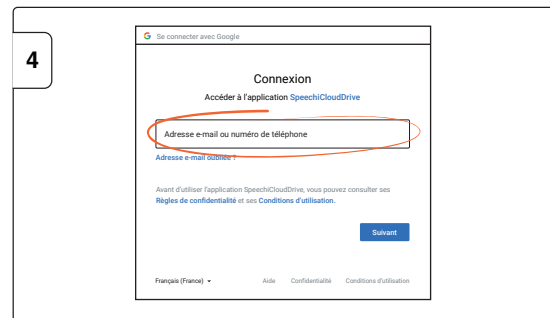 4
Se connecter avec Google
Connexion
Accéder à l'application SpeechiCloudDrive
Adresse e-mail ou numéro de téléphone
Adresse e-mail oubliée ?
Avant d'utiliser l'application SpeechiCloudDrive, vous pouvez consulter ses
Règles de confidentialité et ses Conditions d'utilisation.
Suivant
Français (France) Aide Confidentialité Conditions d'utilisation